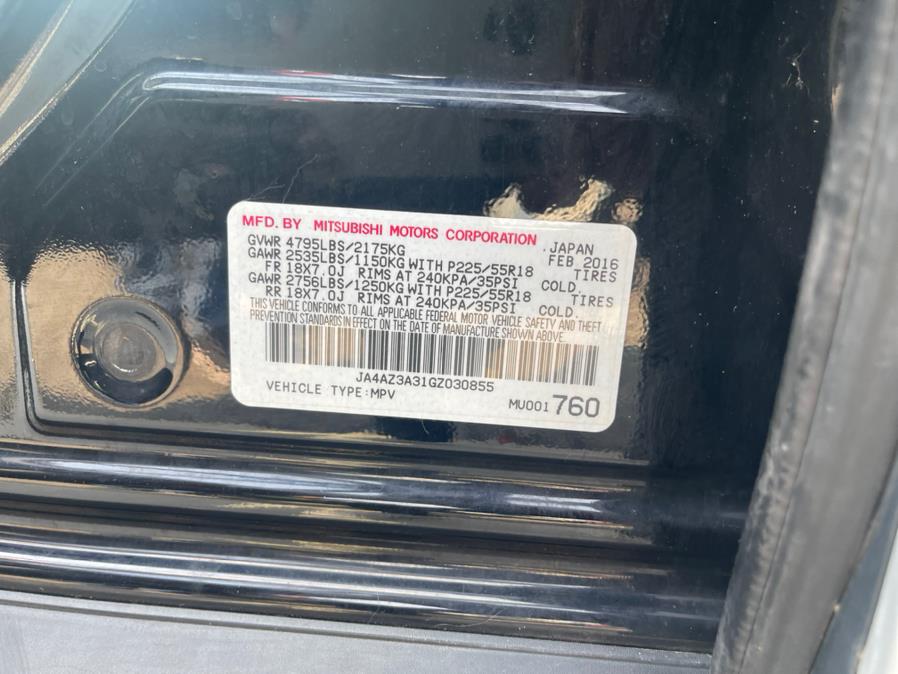 MFD. BY MITSUBISHI MOTORS CORPORATION JAPAN
GVWR 4795LBS/2175KG FEB 2016
GAWR 2535LBS/1150KG WITH P225/55R18 TIRES
FR 18X7.0J RIMS AT 240KPA/35PSI COLD.
GAWR 2756LBS/1250KG WITH P225/55R18 TIRES
RR 18X7.0J RIMS AT 240KPA/35PSI COLD.
THIS VEHICLE CONFORMS TO ALL APPLICABLE FEDERAL MOTOR VEHICLE SAFETY AND THEFT
PREVENTION STANDARDS IN EFFECT ON THE DATE OF MANUFACTURE SHOWN ABOVE.
JA4AZ3A31GZ030855
VEHICLE TYPE:MPV MU001 760